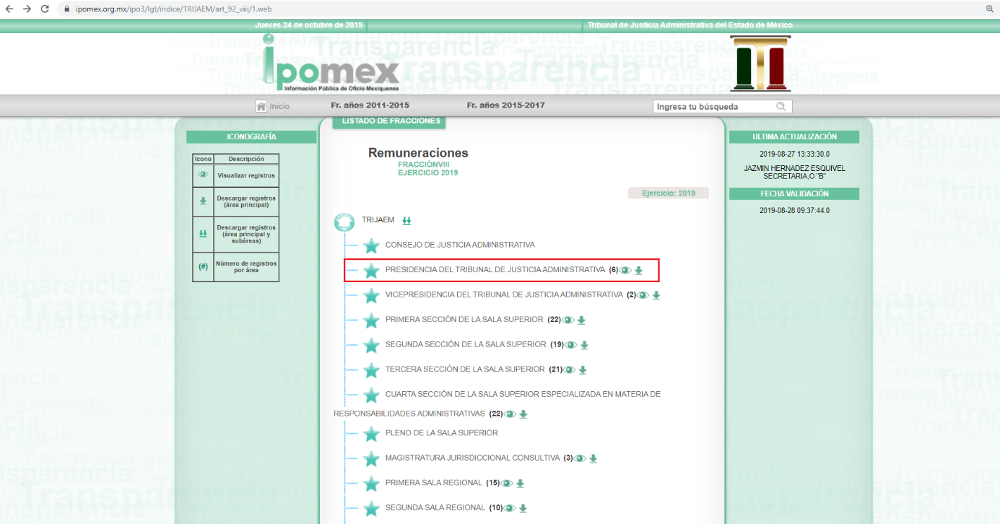 ipomex.org.mx/ipo3/lgt/indice/TRIJAEM/art_92_viii/1.web
Jueves 24 de octubre de 2019
Tribunal de Justicia Administrativa del Estado de México
ipomex
Información Pública de Oficio Mexiquense
Inicio
Fr. años 2011-2015
Fr. años 2015-2017
Ingresa tu búsqueda
ICONOGRAFÍA
Icono Descripción
Visualizar registros
Descargar registros
(área principal)
Descargar registros
(área principal y
subáreas)
(#) Número de registros
por área
LISTADO DE FRACCIONES
Remuneraciones
FRACCIÓNVIII
EJERCICIO 2019
Ejercicio: 2019
TRIJAEM
CONSEJO DE JUSTICIA ADMINISTRATIVA
PRESIDENCIA DEL TRIBUNAL DE JUSTICIA ADMINISTRATIVA (6)
VICEPRESIDENCIA DEL TRIBUNAL DE JUSTICIA ADMINISTRATIVA (2)
PRIMERA SECCIÓN DE LA SALA SUPERIOR (22)
SEGUNDA SECCIÓN DE LA SALA SUPERIOR (19)
TERCERA SECCIÓN DE LA SALA SUPERIOR (21)
CUARTA SECCIÓN DE LA SALA SUPERIOR ESPECIALIZADA EN MATERIA DE
RESPONSABILIDADES ADMINISTRATIVAS (22)
PLENO DE LA SALA SUPERIOR
MAGISTRATURA JURISDICCIONAL CONSULTIVA (3)
PRIMERA SALA REGIONAL (15)
SEGUNDA SALA REGIONAL (10)
ULTIMA ACTUALIZACIÓN
2019-08-27 13:33:30.0
JAZMIN HERNADEZ ESQUIVEL
SECRETARIA,O "B"
FECHA VALIDACIÓN
2019-08-28 09:37:44.0